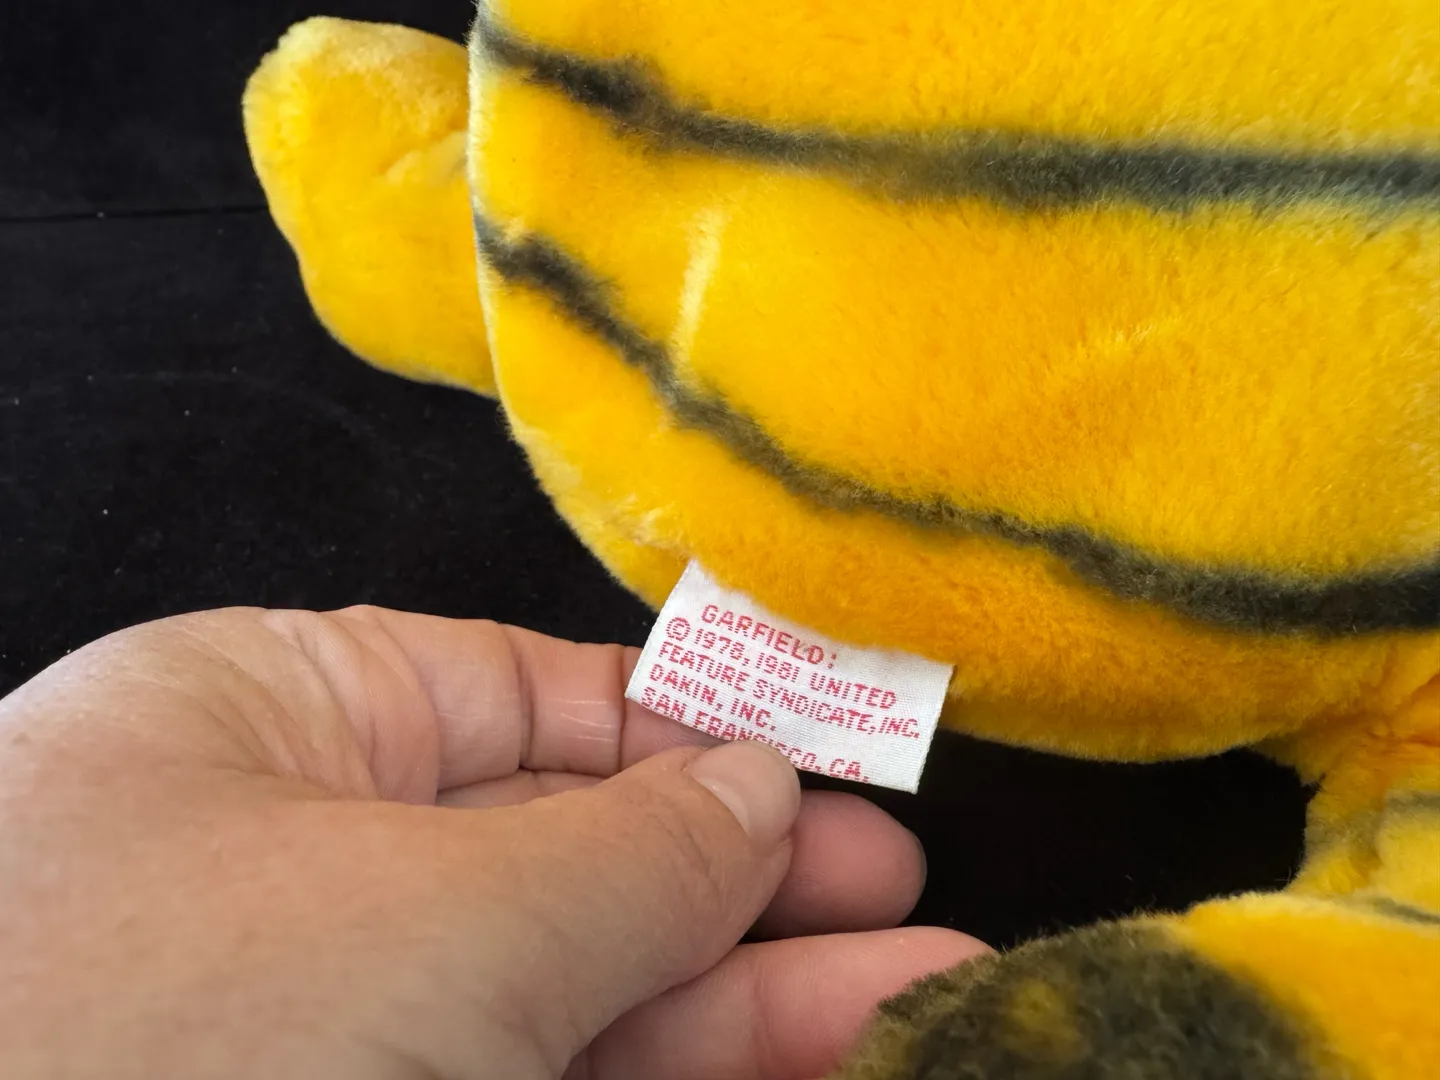 GARFIELD:
© 1978, 1981 UNITED
FEATURE SYNDICATE, INC.
DAKIN, INC.
SAN FRANCISCO, CA.